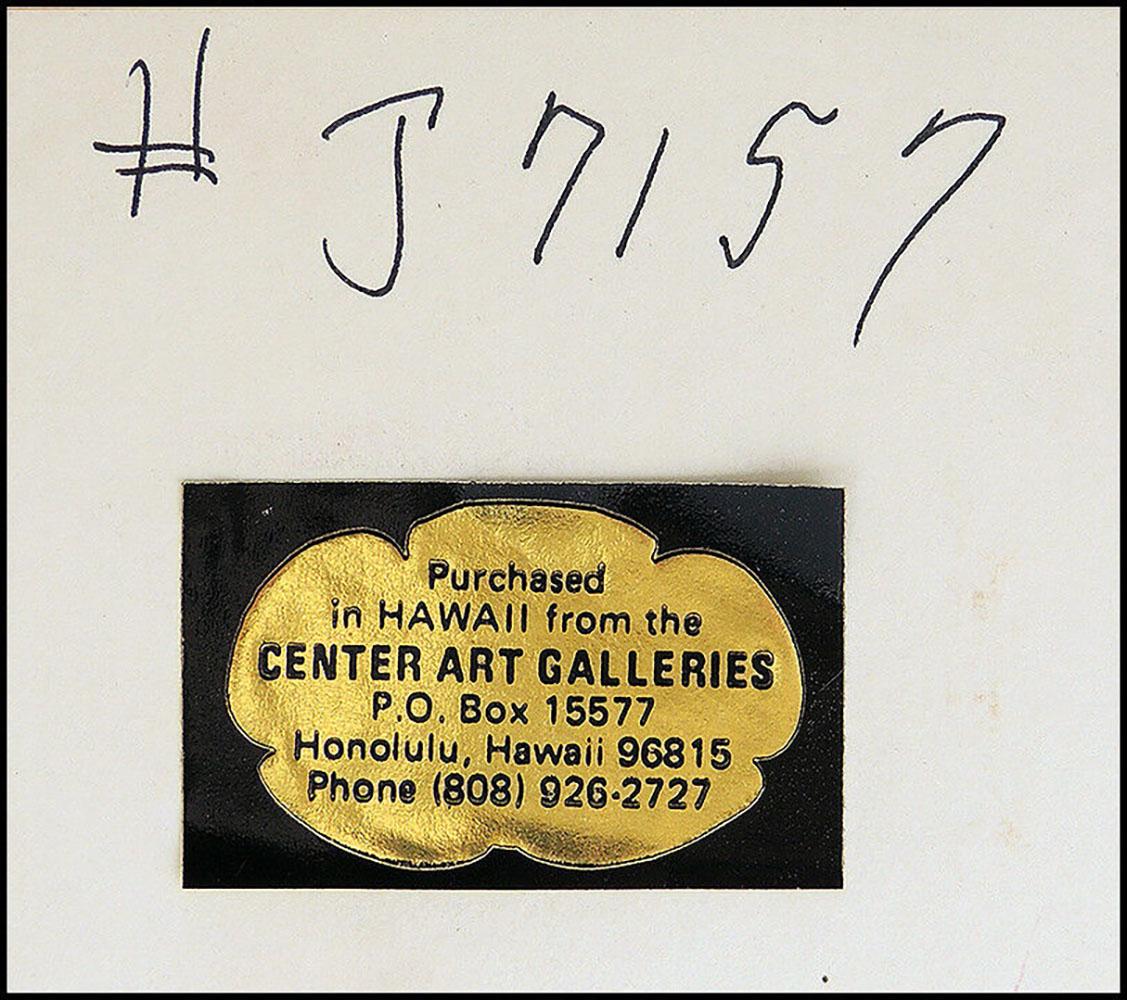 # J7157
Purchased
in HAWAII from the
CENTER ART GALLERIES
P.O. Box 15577
Honolulu, Hawaii 96815
Phone (808) 926-2727